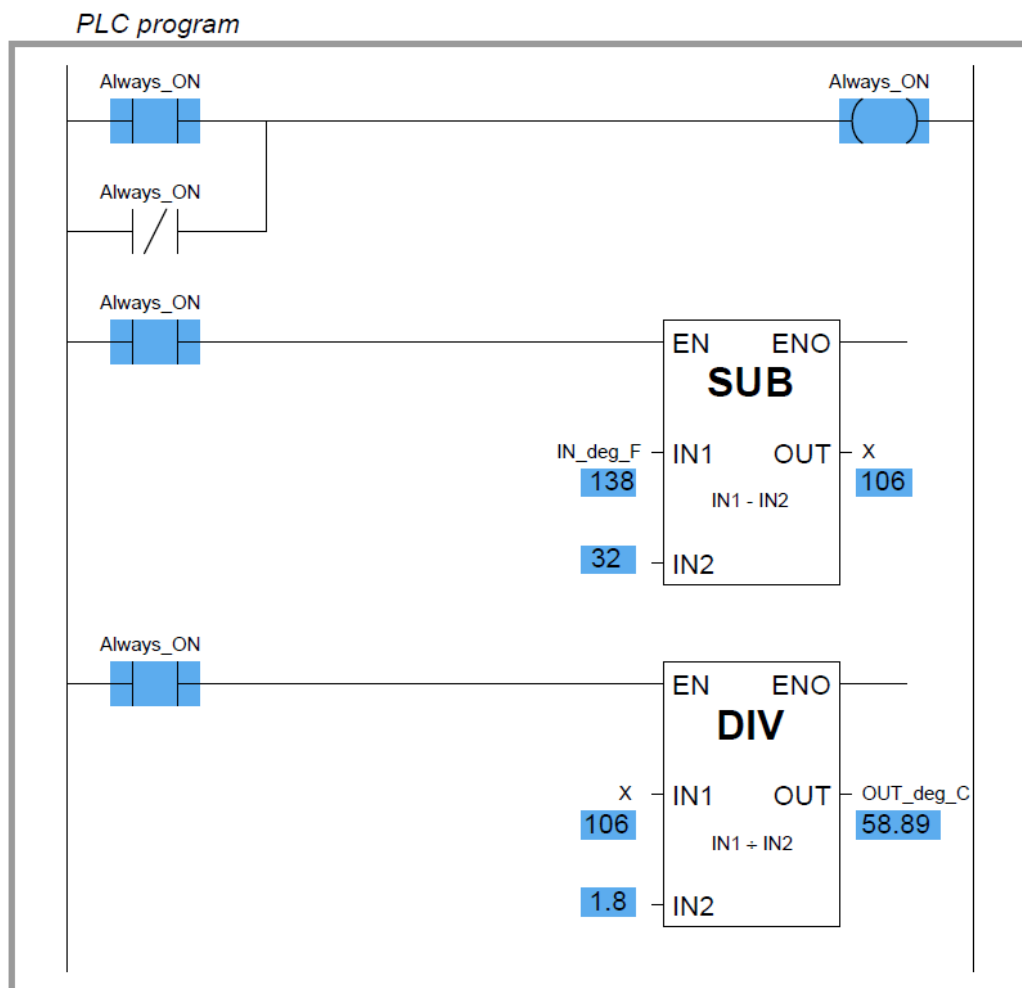 PLC program
Always_ON Always_ON
Always_ON
Always_ON
EN ENO
SUB
IN_deg_F IN1 OUT X
138 106
IN1 - IN2
32 IN2
Always_ON
EN ENO
DIV
X IN1 OUT OUT_deg_C
106 58.89
IN1 ÷ IN2
1.8 IN2